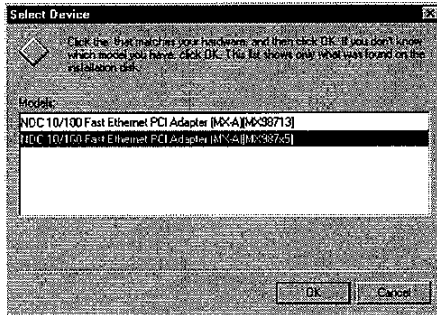 Select Device
Click the that matches your hardware, and then click OK. If you don't know
which model you have, click OK. This list shows only what was found on the
installation disk.
Models:
NDC 10/100 Fast Ethernet PCI Adapter (MX-A)[MX98713]
NDC 10/100 Fast Ethernet PCI Adapter (MX-A)[MX987x5]
OK
Cancel